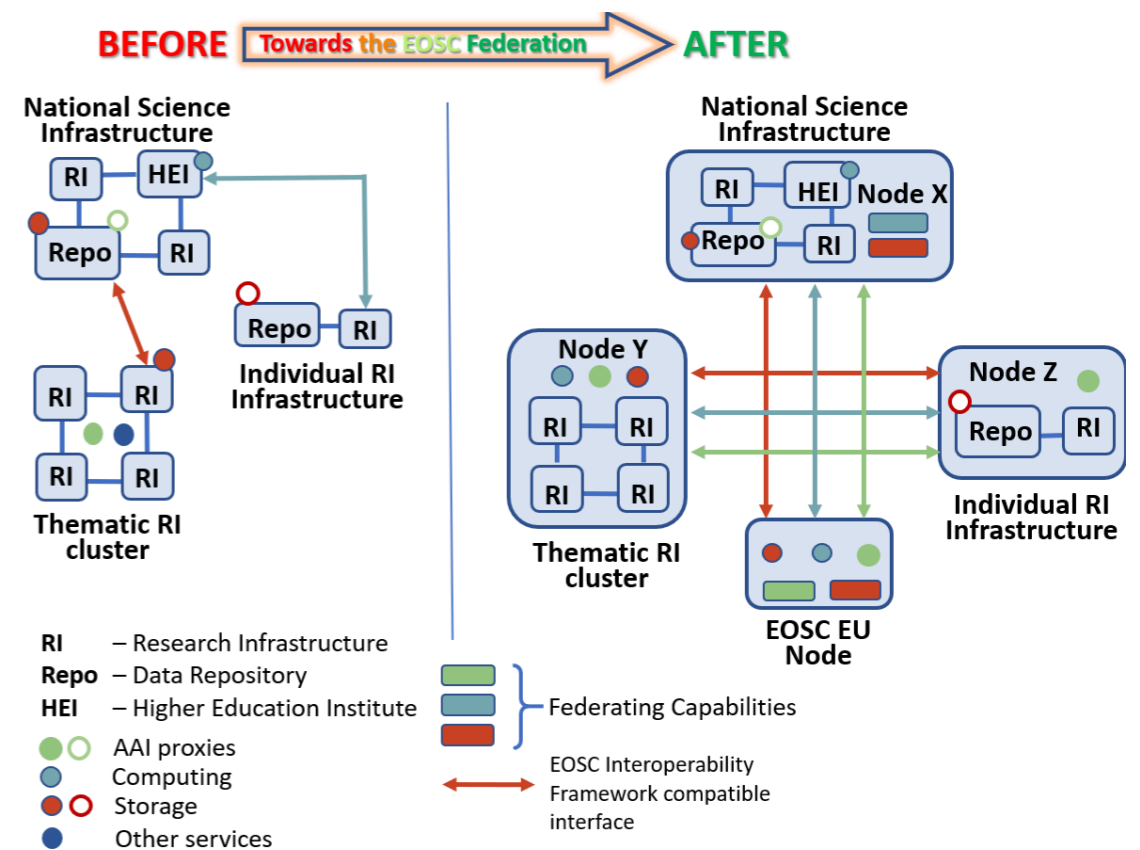 BEFORE
Towards the EOSC Federation
AFTER
National Science
Infrastructure
RI
HEI
Repo
RI
Repo
RI
Individual RI
Infrastructure
RI
RI
RI
RI
Thematic RI
cluster
National Science
Infrastructure
RI
HEI
Node X
Repo
RI
Node Y
RI
RI
RI
RI
Thematic RI
cluster
Node Z
Repo
RI
Individual RI
Infrastructure
EOSC EU
Node
RI – Research Infrastructure
Repo – Data Repository
HEI – Higher Education Institute
AAI proxies
Computing
Storage
Other services
Federating Capabilities
EOSC Interoperability
Framework compatible
interface